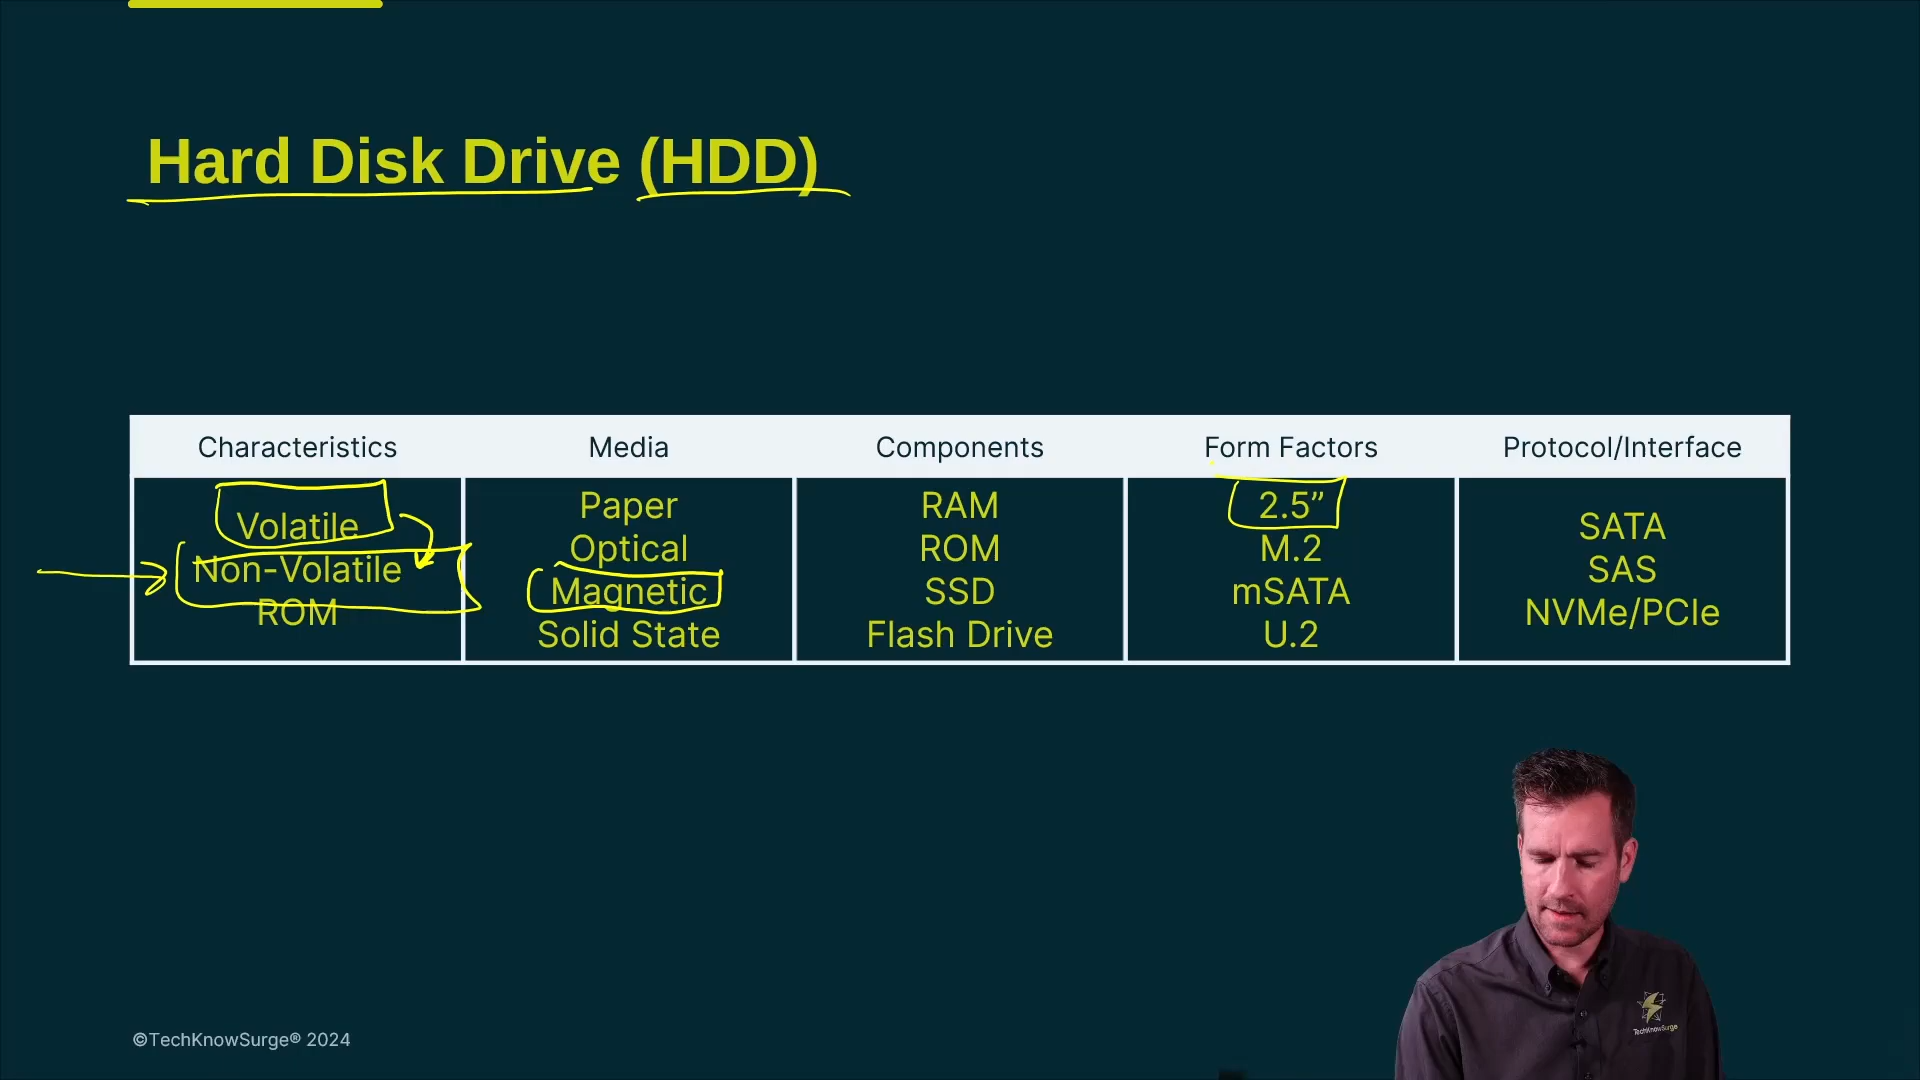 Hard Disk Drive (HDD)
Characteristics Media Components Form Factors Protocol/Interface
Volatile
Non-Volatile
ROM
Paper
Optical
Magnetic
Solid State
RAM
ROM
SSD
Flash Drive
2.5”
M.2
mSATA
U.2
SATA
SAS
NVMe/PCIe
TechKnowSurge
©TechKnowSurge® 2024